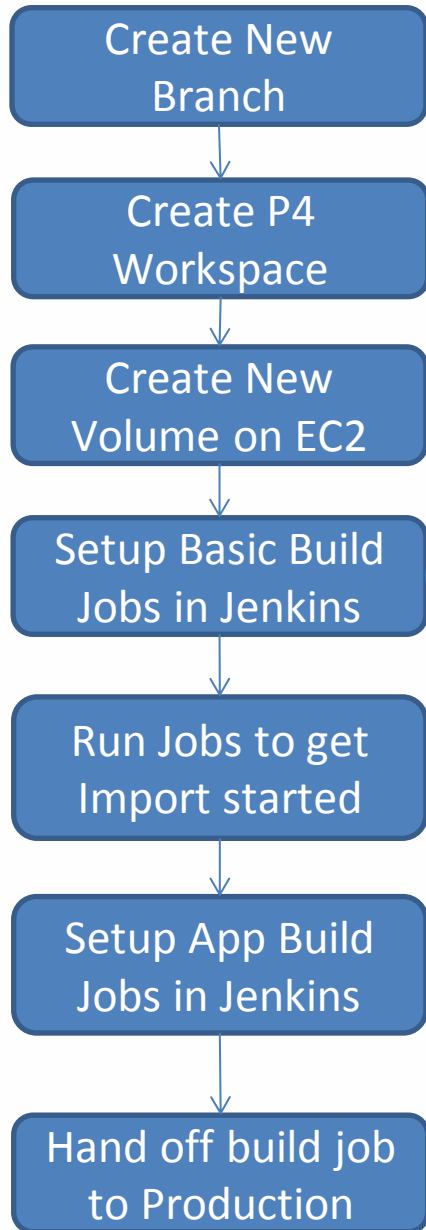 Create New
Branch
Create P4
Workspace
Create New
Volume on EC2
Setup Basic Build
Jobs in Jenkins
Run Jobs to get
Import started
Setup App Build
Jobs in Jenkins
Hand off build job
to Production